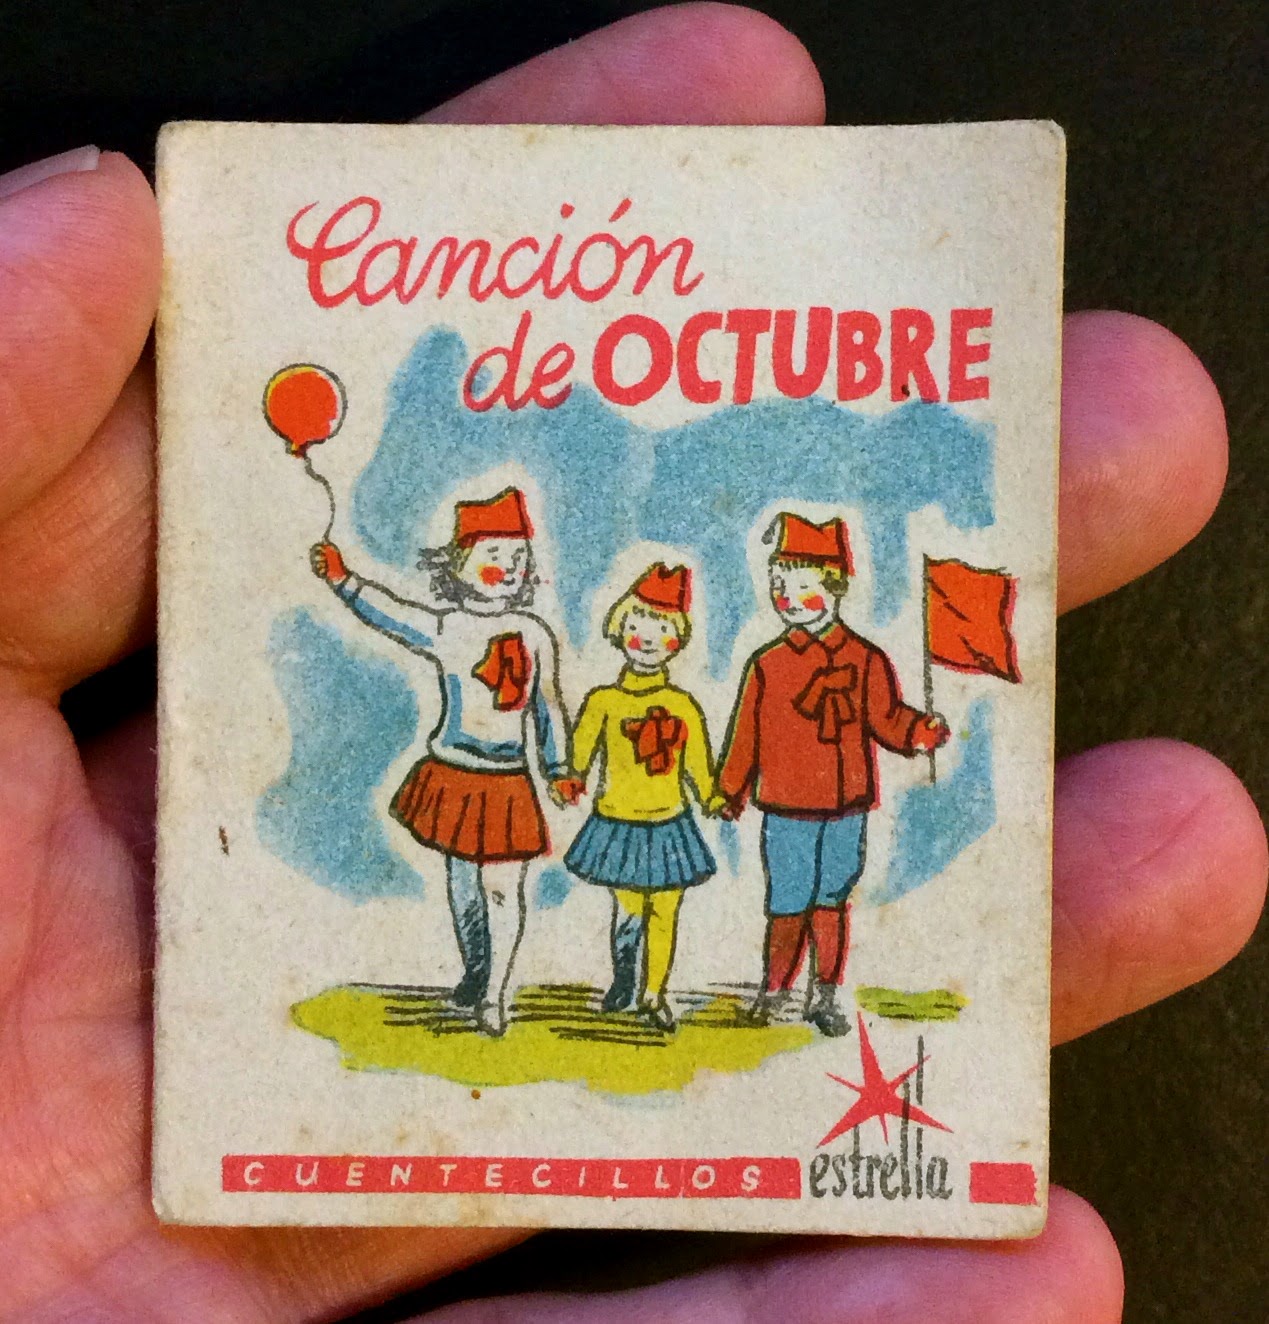 Canción
de OCTUBRE
CUENTECILLOS estrella